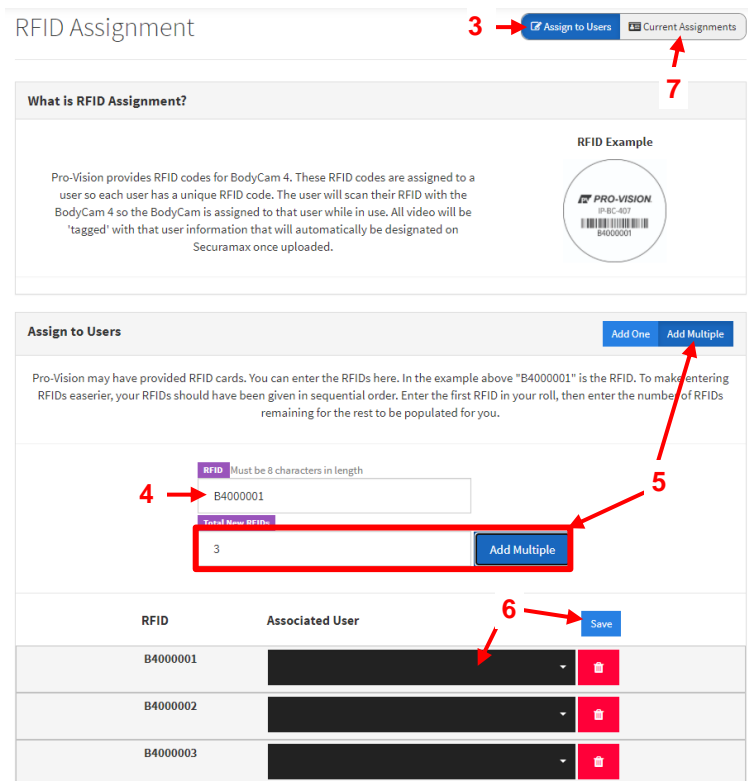 RFID Assignment
3
Assign to Users
Current Assignments
7
What is RFID Assignment?
RFID Example
Pro-Vision provides RFID codes for BodyCam 4. These RFID codes are assigned to a
user so each user has a unique RFID code. The user will scan their RFID with the
BodyCam 4 so the BodyCam is assigned to that user while in use. All video will be
'tagged' with that user information that will automatically be designated on
Securamax once uploaded.
PRO-VISION
IP-BC-407
B4000001
Assign to Users
Add One
Add Multiple
Pro-Vision may have provided RFID cards. You can enter the RFIDs here. In the example above "B4000001" is the RFID. To make entering
RFIDs easerier, your RFIDs should have been given in sequential order. Enter the first RFID in your roll, then enter the number of RFIDs
remaining for the rest to be populated for you.
RFID Must be 8 characters in length
4
B4000001
5
Total New RFIDs
3
Add Multiple
6
RFID
Associated User
Save
B4000001
B4000002
B4000003